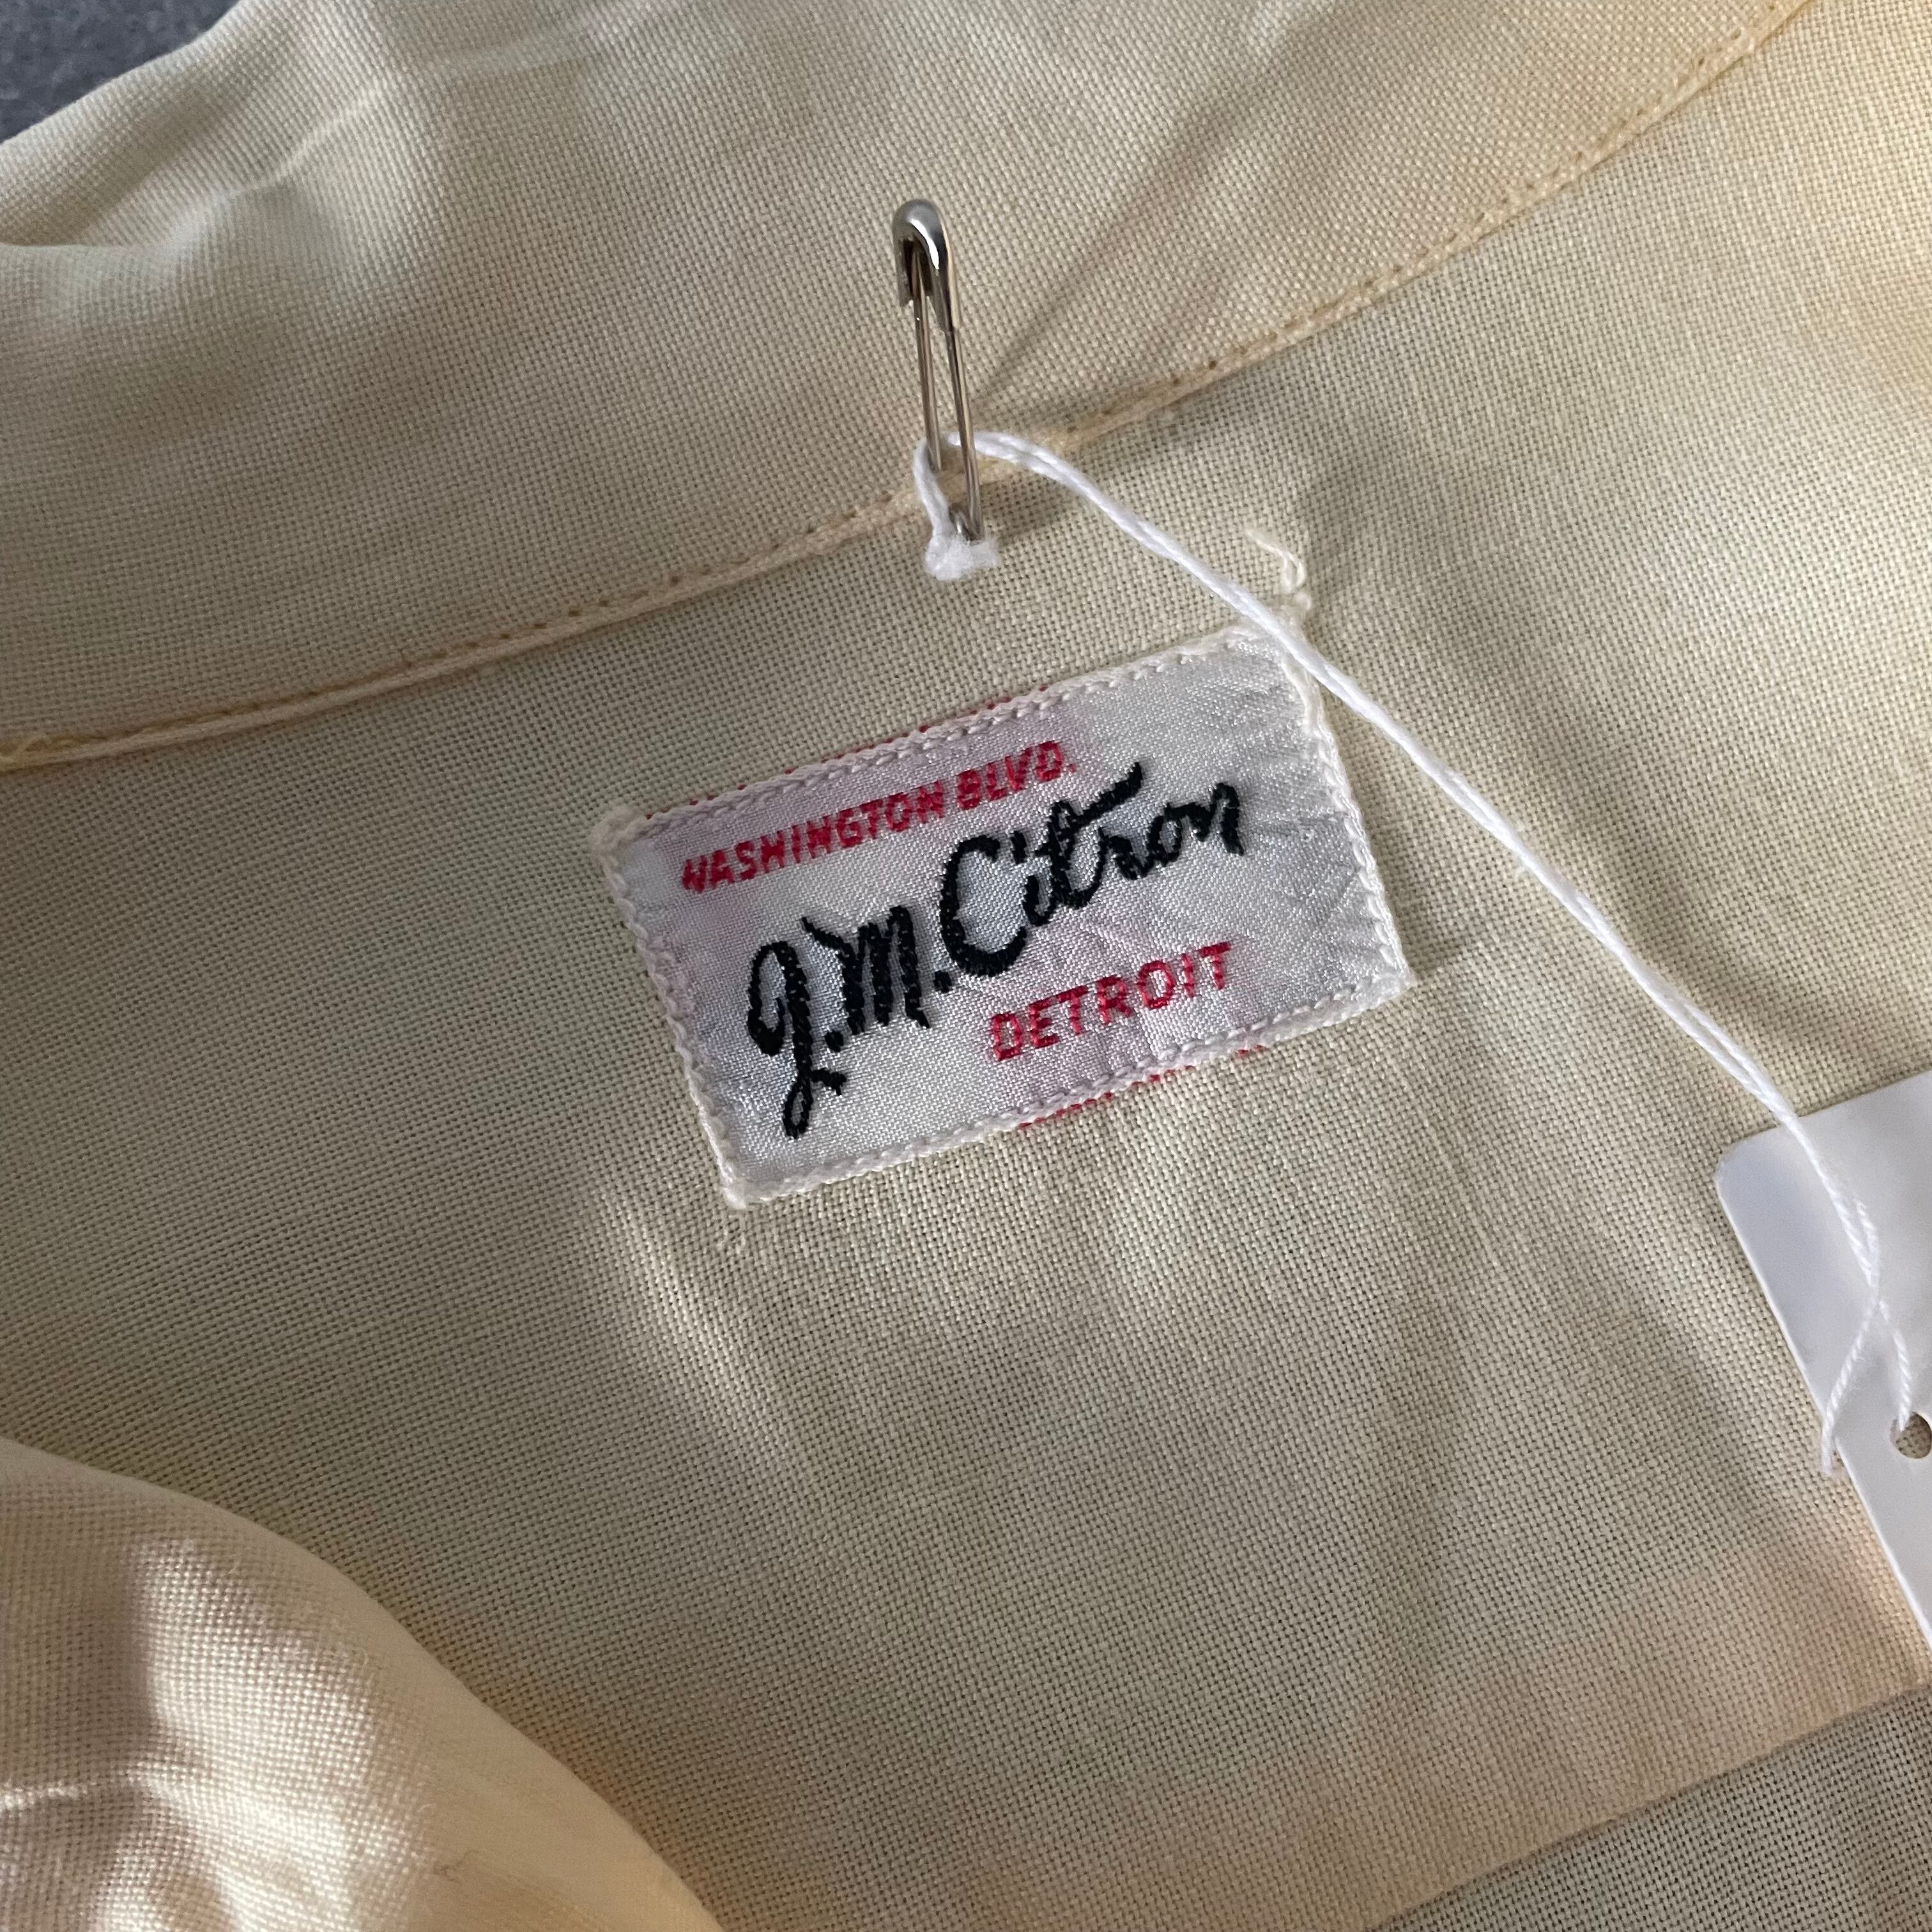 WASHINGTON BLVD.
J.M. Citron
DETROIT